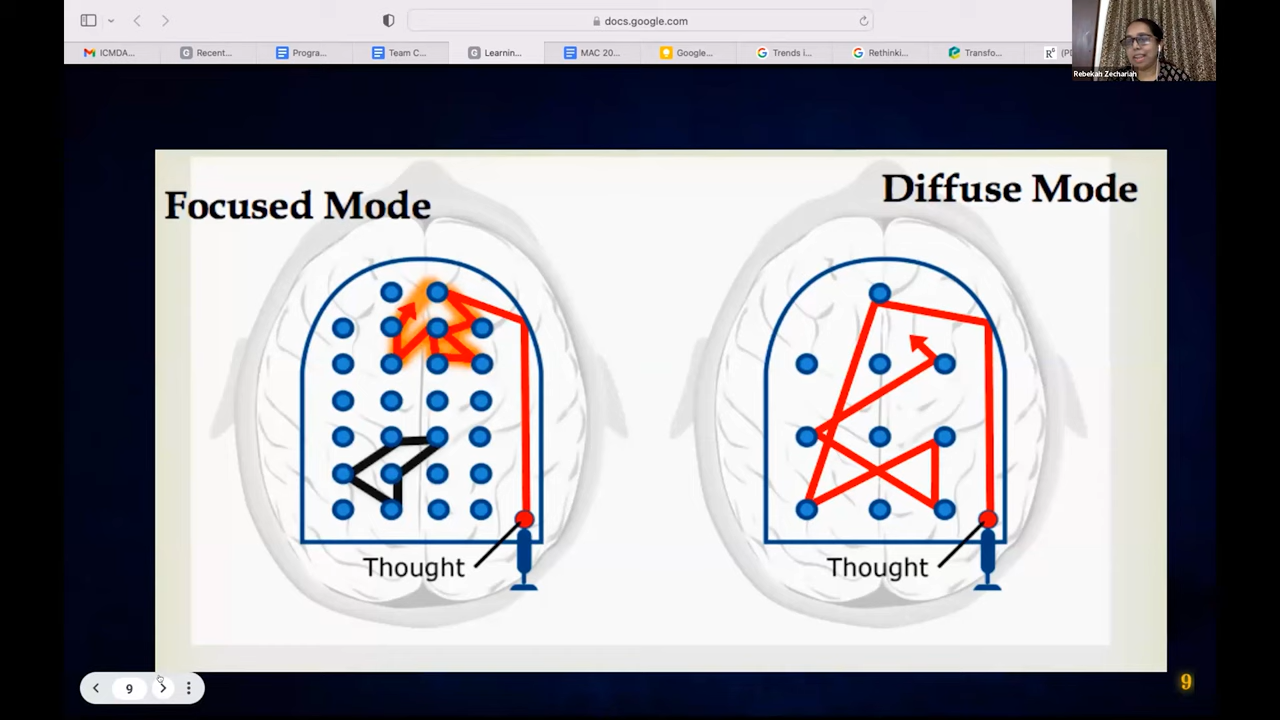 docs.google.com
ICMDA...
Recent...
Progra...
Team C...
Learnin...
MAC 20...
Google...
Trends i...
Rethinki...
Transfo...
(P
Rebekah Zechariah
Focused Mode
Diffuse Mode
Thought
Thought
9
9